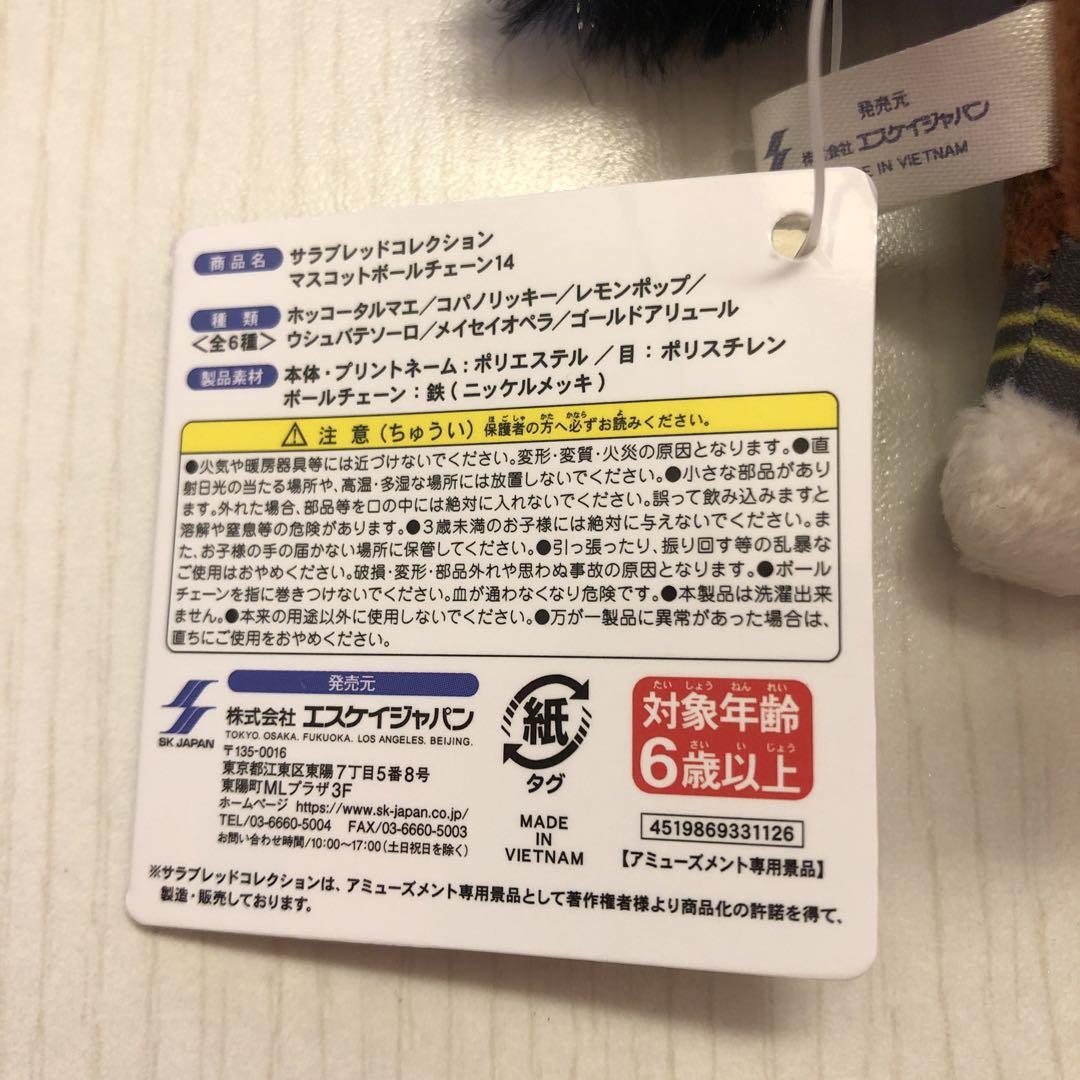 発売元
株 会社 エスケイジャパン
E IN VIETNAM
商品名 サラブレッドコレクション
マスコットボールチェーン14
種類 ホッコータルマエ/コパノリッキー/レモンポップ/
<全6種> ウシュバテソーロ/メイセイオペラ/ゴールドアリュール
製品素材 本体・プリントネーム:ポリエステル/目:ポリスチレン
ボールチェーン:鉄(ニッケルメッキ)
注意(ちゅうい) 保護者の方へ必ずお読みください。
●火気や暖房器具等には近づけないでください。変形・変質・火災の原因となります。●直
射日光の当たる場所や、高温・多湿な場所には放置しないでください。●小さな部品があり
ます。外れた場合、部品等を口の中には絶対に入れないでください。誤って飲み込みますと
溶解や窒息等の危険があります。●3歳未満のお子様には絶対に与えないでください。ま
た、お子様の手の届かない場所に保管してください。●引っ張ったり、振り回す等の乱暴な
ご使用はおやめください。破損・変形・部品外れや思わぬ事故の原因となります。●ボール
チェーンを指に巻きつけないでください。血が通わなくなり危険です。●本製品は洗濯出来
ません。●本来の用途以外に使用しないでください。●万が一製品に異常があった場合は、
直ちにご使用をおやめください。
発売元
SK JAPAN
株式会社 エスケイジャパン
TOKYO. OSAKA. FUKUOKA. LOS ANGELES. BEIJING.
〒135-0016
東京都江東区東陽7丁目5番8号
東陽町MLプラザ3F
ホームページ https://www.sk-japan.co.jp/
TEL/03-6660-5004 FAX/03-6660-5003
お問い合わせ時間/10:00～17:00(土日祝日を除く)
紙
タグ
MADE
IN
VIETNAM
たいしょうねんれい
対象年齢
さいいじょう
6歳以上
4519869331126
【アミューズメント専用景品】
※サラブレッドコレクションは、アミューズメント専用景品として著作権者様より商品化の許諾を得て、
製造・販売しております。